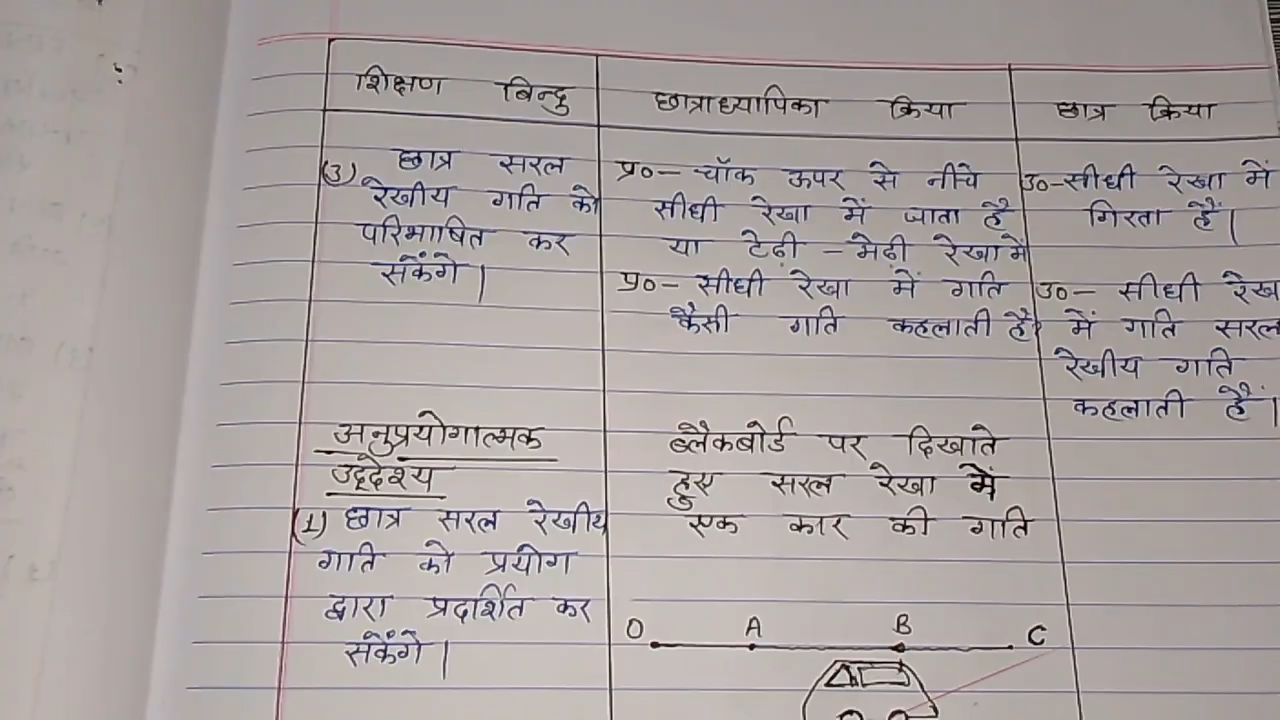 शिक्षण बिन्दु
छात्राध्यापिका क्रिया
छात्र क्रिया
(3) छात्र सरल
रेखीय गति को
परिभाषित कर
सकेंगे।
प्र०- चॉक ऊपर से नीचे
सीधी रेखा में जाता है
या टेढ़ी - मेढ़ी रेखा में
प्र०- सीधी रेखा में गति
कैसी गति कहलाती है
उ०-सीधी रेखा में
गिरता हैं।
उ०- सीधी रेख
में गति सरल
रेखीय गति
कहलाती हैं।
अनुप्रयोगात्मक
उद्देश्य
(1) छात्र सरल रेखीय
गति को प्रयोग
द्वारा प्रदर्शित कर
सकेंगे।
ब्लैकबोर्ड पर दिखाते
हुए सरल रेखा में
एक कार की गति
O A B C